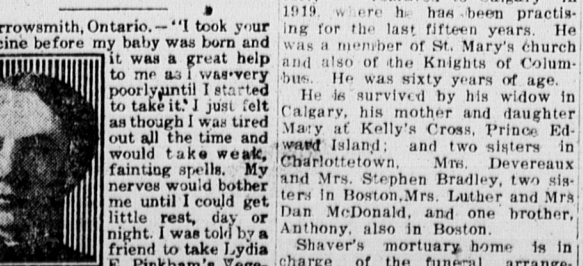 rrowsmith, Ontario.—"I took your
cine before my baby was born and
it was a great help
to me as I was very
poorly until I started
to take it. I just felt
as though I was tired
out all the time and
would take weak,
fainting spells. My
nerves would bother
me until I could get
little rest, day or
night. I was told by a
friend to take Lydia
E. Pinkham's Vege-
1919, where he has been practis-
ing for the last fifteen years. He
was a member of St. Mary's church
and also of the Knights of Colum-
bus. He was sixty years of age.
He is survived by his widow in
Calgary, his mother and daughter
Mary at Kelly's Cross, Prince Ed-
ward Island; and two sisters in
Charlottetown, Mrs. Devereaux
and Mrs. Stephen Bradley, two sis-
ters in Boston, Mrs. Luther and Mrs
Dan McDonald, and one brother,
Anthony, also in Boston.
Shaver's mortuary home is in
charge of the funeral arrange-